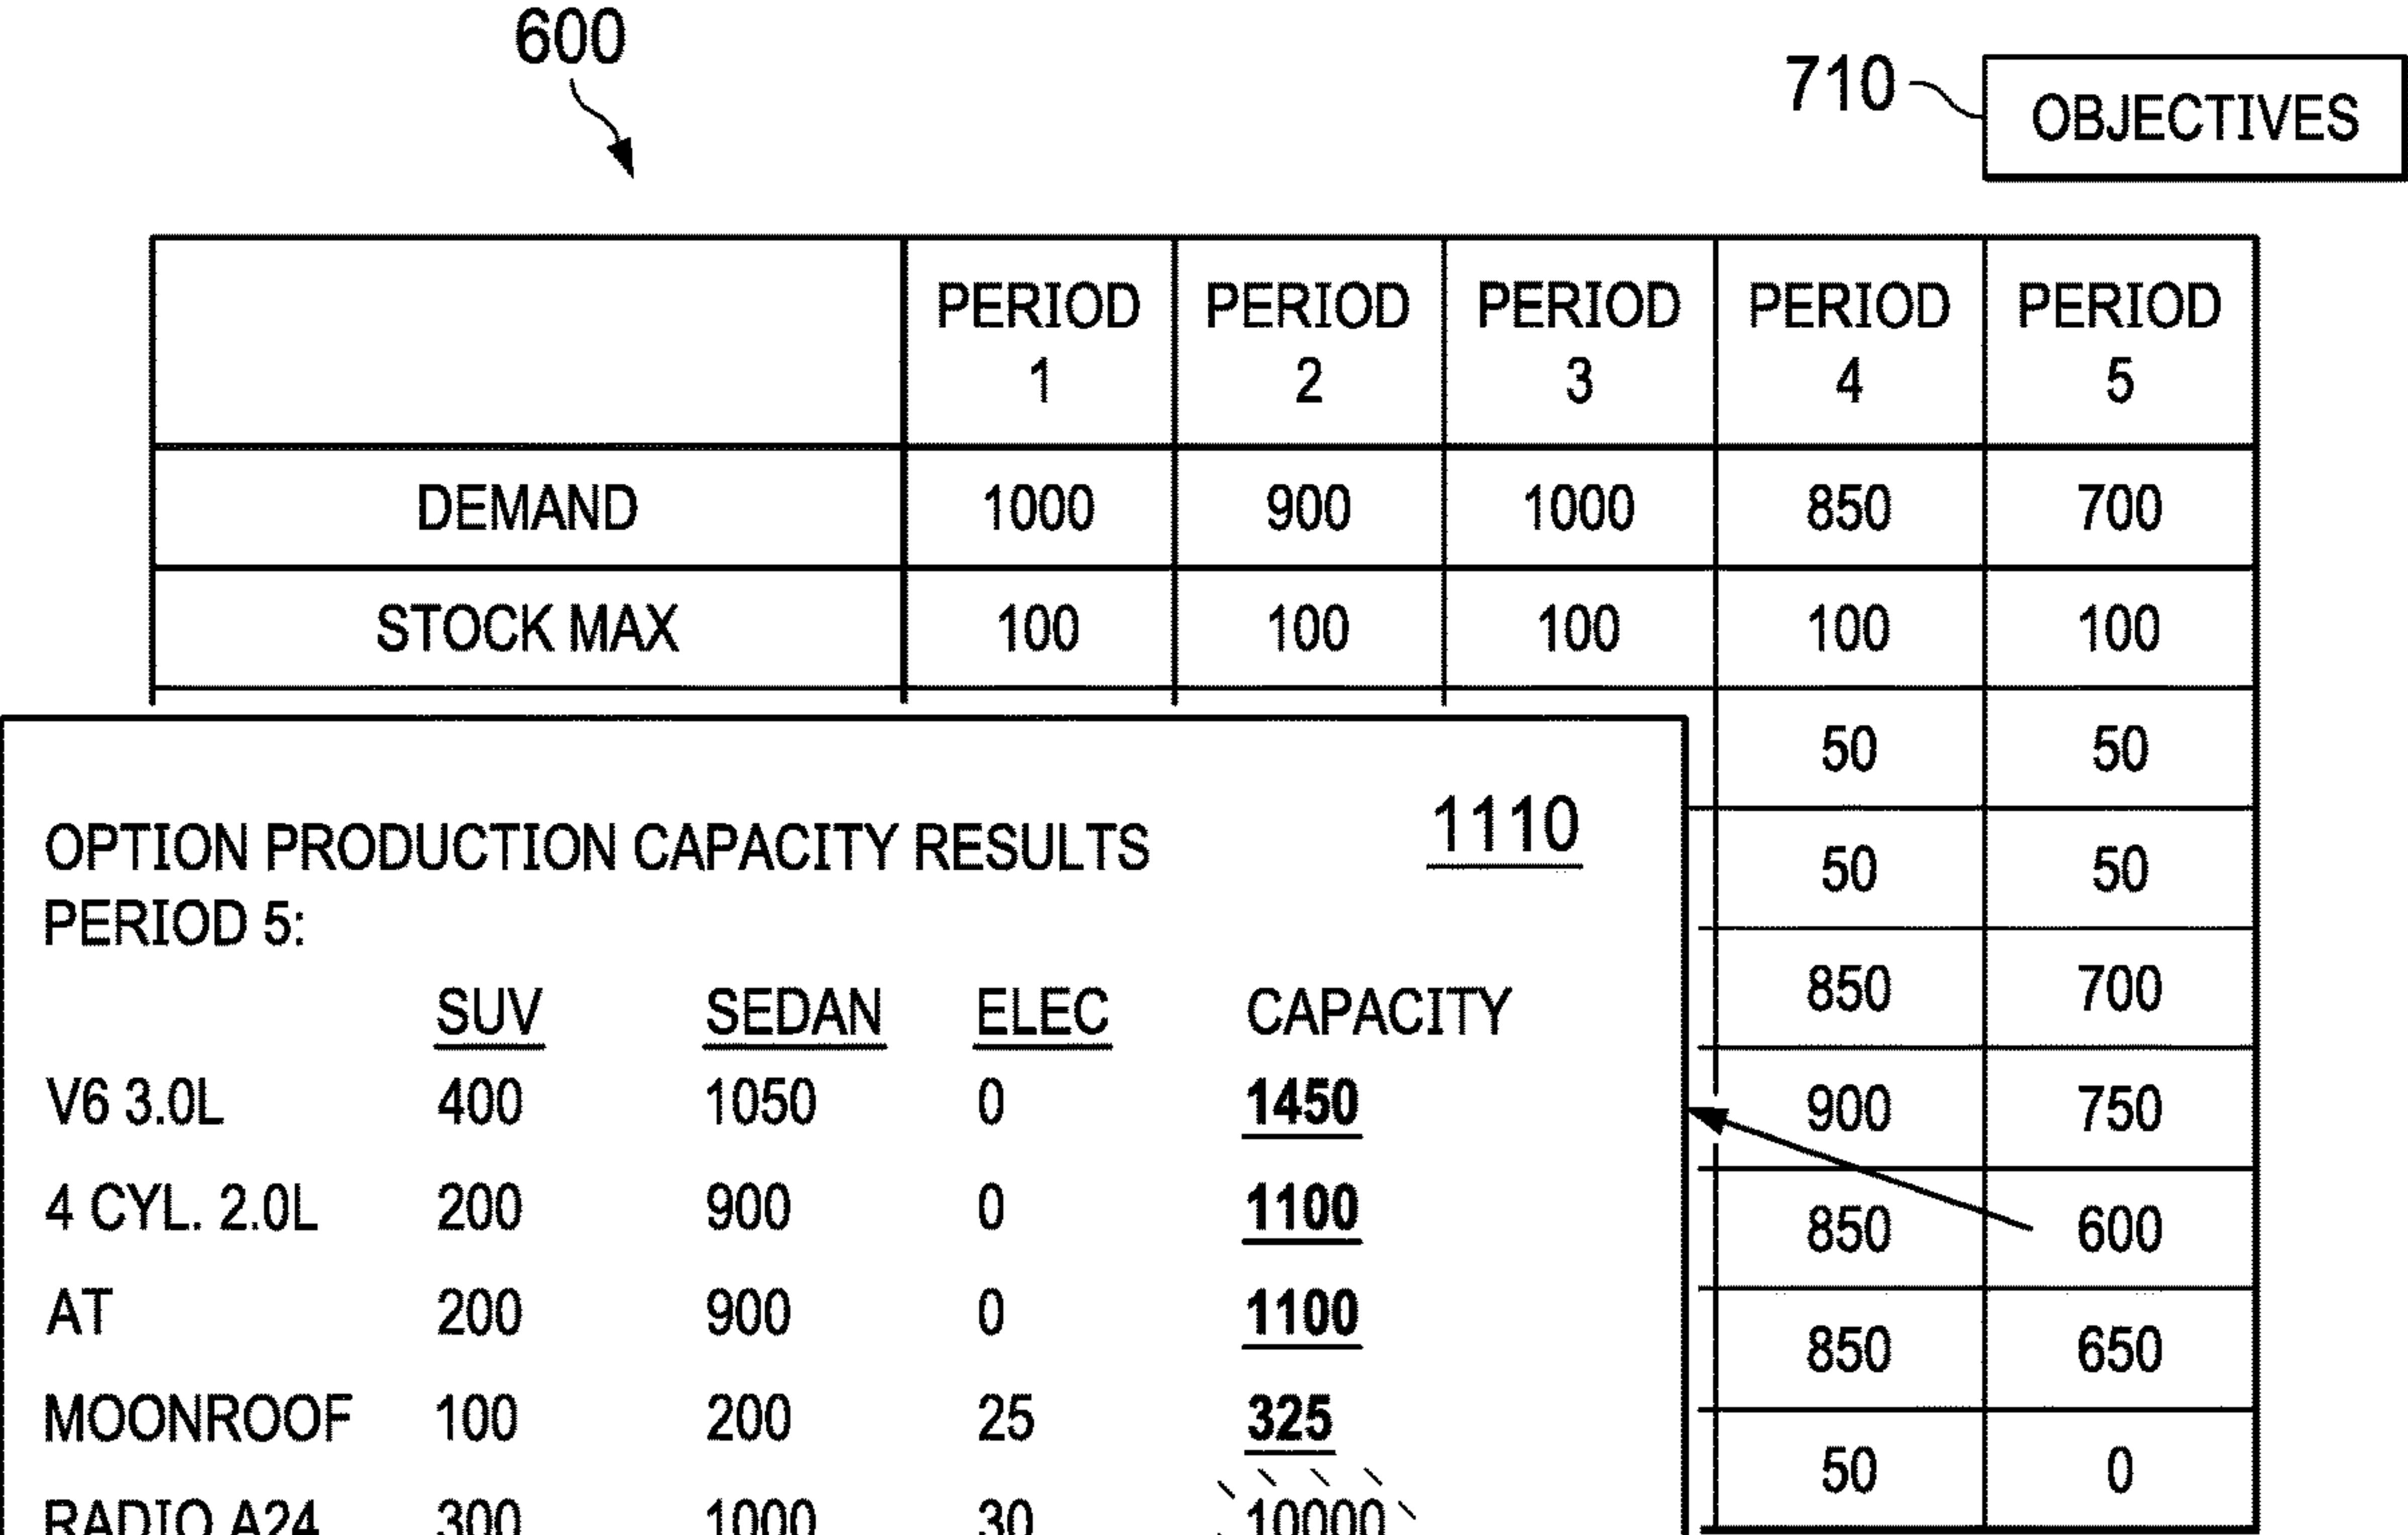 600
710
OBJECTIVES
PERIOD 1 PERIOD 2 PERIOD 3 PERIOD 4 PERIOD 5
DEMAND 1000 900 1000 850 700
STOCK MAX 100 100 100 100 100
50 50
50 50
850 700
900 750
850 600
850 650
50 0
OPTION PRODUCTION CAPACITY RESULTS 1110
PERIOD 5:
SUV SEDAN ELEC CAPACITY
V6 3.0L 400 1050 0 1450
4 CYL. 2.0L 200 900 0 1100
AT 200 900 0 1100
MOONROOF 100 200 25 325
RADIO A24 300 1000 30 10000